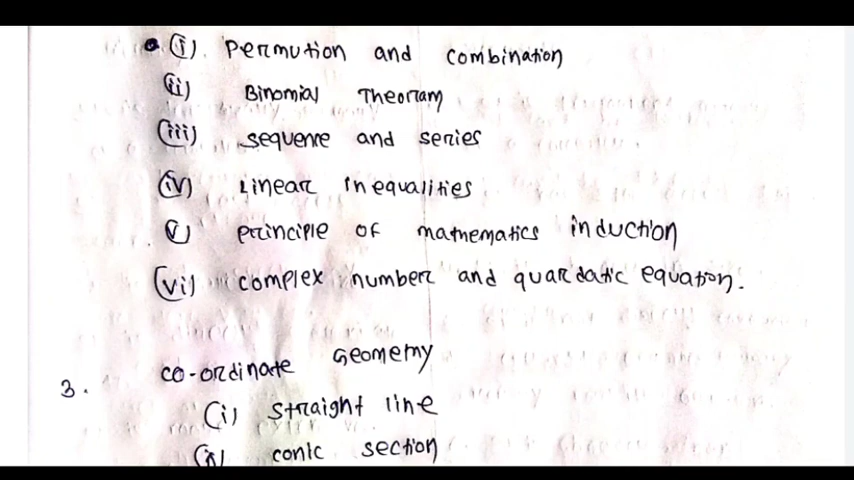 (i). Permution and combination
(ii) Binomial Theoram
(iii) sequence and series
(iv) Linear inequalities
(v) principle of mathematics induction
(vi) complex number and quardatic equation.
3. co-ordinate Geometry
(i) straight line
(ii) conic section